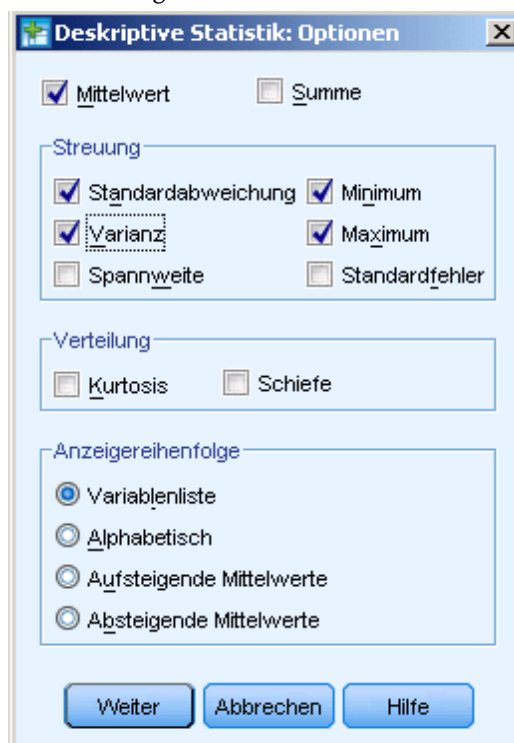 Deskriptive Statistik: Optionen
Mittelwert Summe
Streuung
Standardabweichung Minimum
Varianz Maximum
Spannweite Standardfehler
Verteilung
Kurtosis Schiefe
Anzeigereihenfolge
Variablenliste
Alphabetisch
Aufsteigende Mittelwerte
Absteigende Mittelwerte
Weiter Abbrechen Hilfe